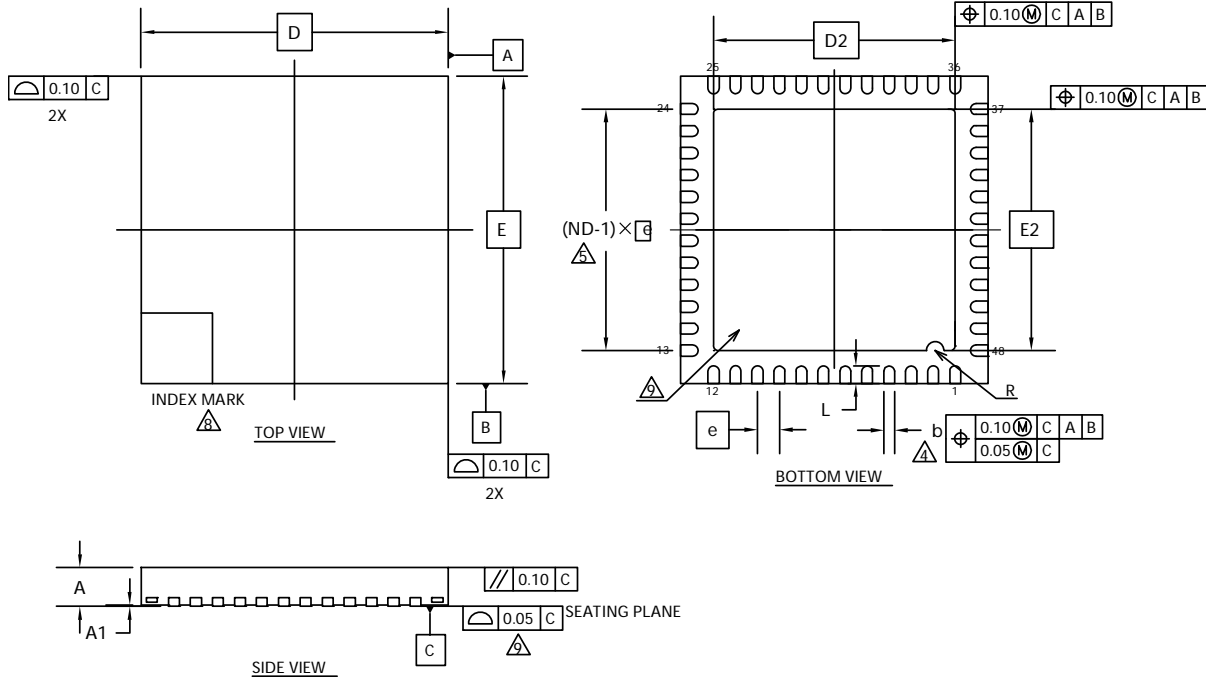 D
A
0.10 C
2X
E
INDEX MARK
8
TOP VIEW
B
0.10 C
2X
0.10 M C A B
D2
25
36
0.10 M C A B
24
37
(ND-1)×e
5
E2
13
48
9
12
1
L
R
e
b
4
0.10 M C A B
0.05 M C
BOTTOM VIEW
A
A1
// 0.10 C
0.05 C
SEATING PLANE
9
C
SIDE VIEW